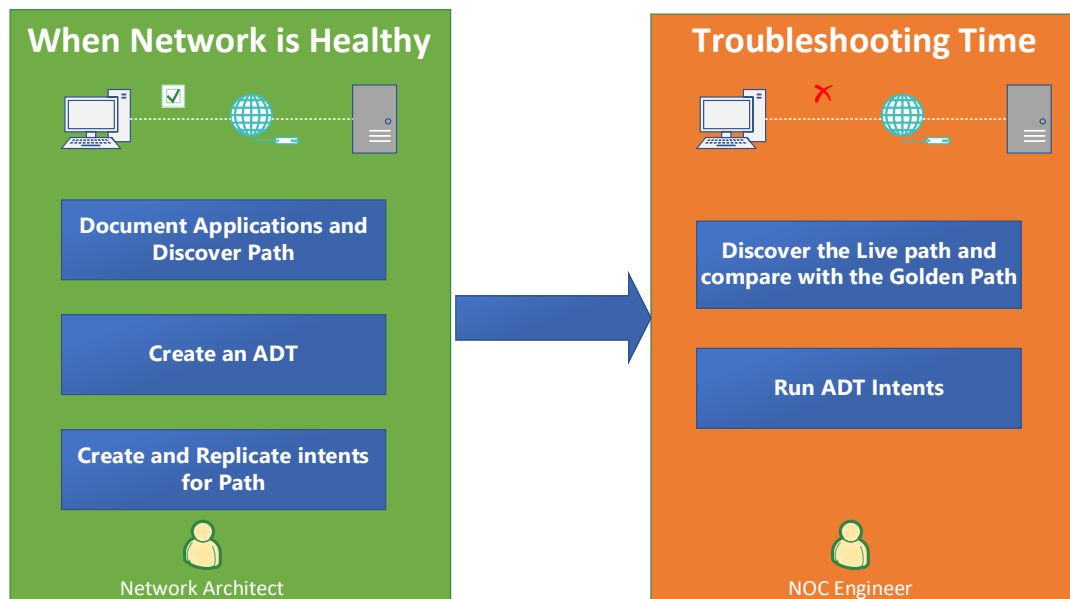 When Network is Healthy
Document Applications and
Discover Path
Create an ADT
Create and Replicate intents
for Path
Network Architect
Troubleshooting Time
Discover the Live path and
compare with the Golden Path
Run ADT Intents
NOC Engineer